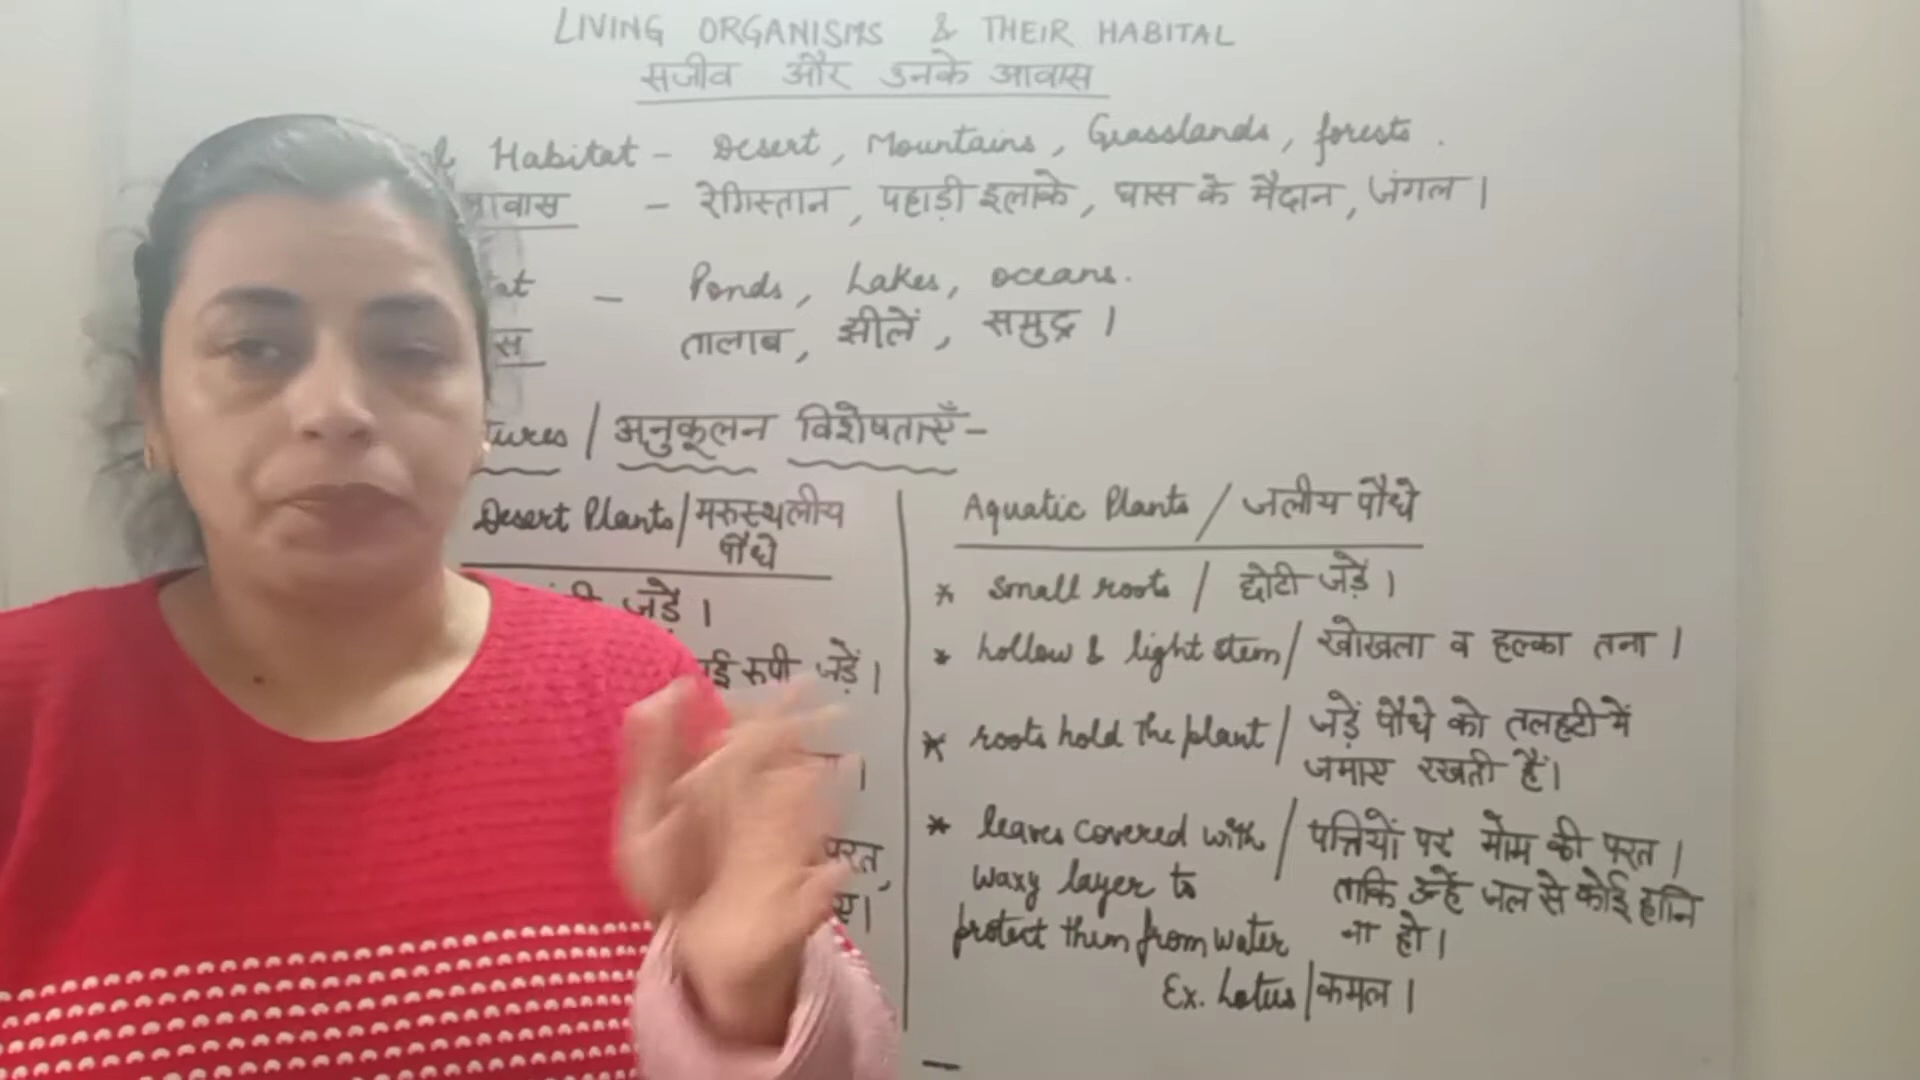 LIVING ORGANISMS & THEIR HABITAL
सजीव और उनके आवास
Habitat - Desert, Mountains, Grasslands, forests.
आवास - रेगिस्तान, पहाड़ी इलाके, घास के मैदान, जंगल।
- Ponds, Lakes, oceans.
तालाब, झीलें, समुद्र।
/ अनुकूलन विशेषताएँ-
Desert Plants/मरुस्थलीय
पौधे
जड़ें।
रुपी जड़ें।
परत,
Aquatic Plants / जलीय पौधे
* Small roots / छोटी जड़ें।
* hollow & light stem/ खोखला व हल्का तना।
* roots hold the plant / जड़ें पौधे को तलहटी में
जमाए रखती हैं।
* leaves covered with / पत्तियों पर मोम की परत।
waxy layer to ताकि उन्हें जल से कोई हानि
protect them from water ना हो।
Ex. Lotus/कमल।